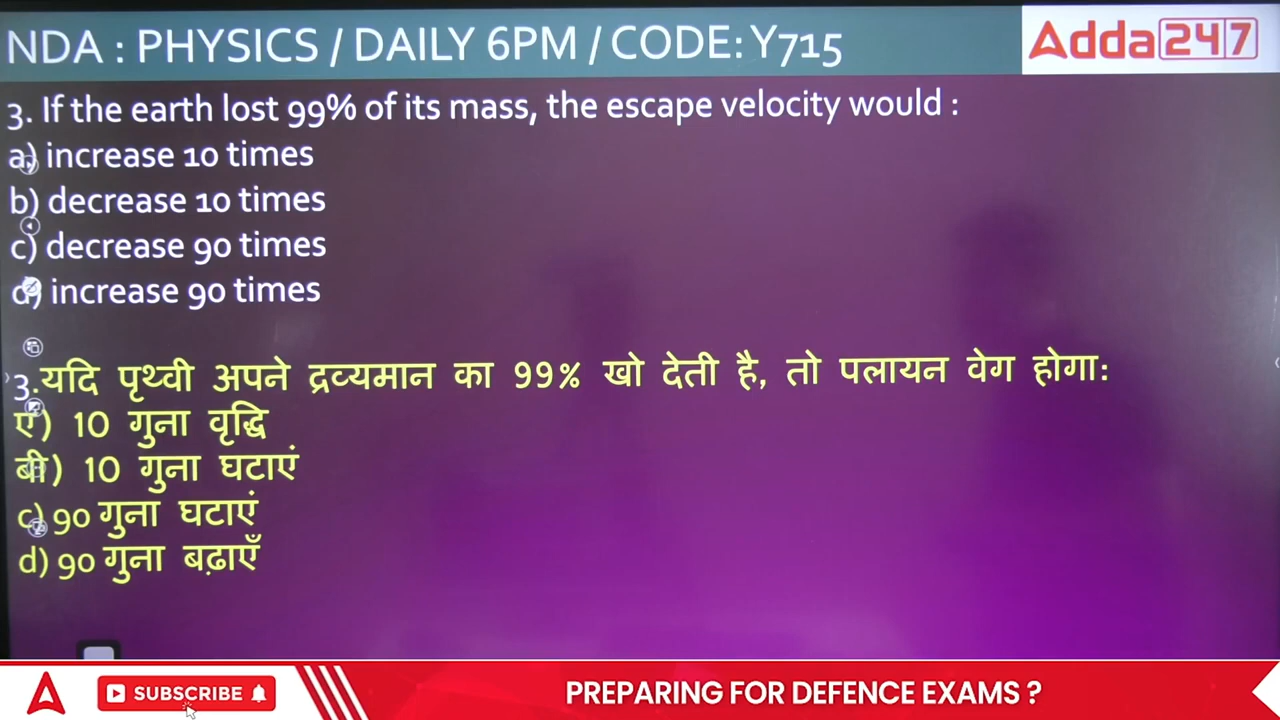 NDA : PHYSICS / DAILY 6PM / CODE: Y715
Adda247
3. If the earth lost 99% of its mass, the escape velocity would :
a) increase 10 times
b) decrease 10 times
c) decrease 90 times
d) increase 90 times
3.यदि पृथ्वी अपने द्रव्यमान का 99% खो देती है, तो पलायन वेग होगा:
ए) 10 गुना वृद्धि
बी) 10 गुना घटाएं
c) 90 गुना घटाएं
d) 90 गुना बढ़ाएँ
SUBSCRIBE
PREPARING FOR DEFENCE EXAMS ?